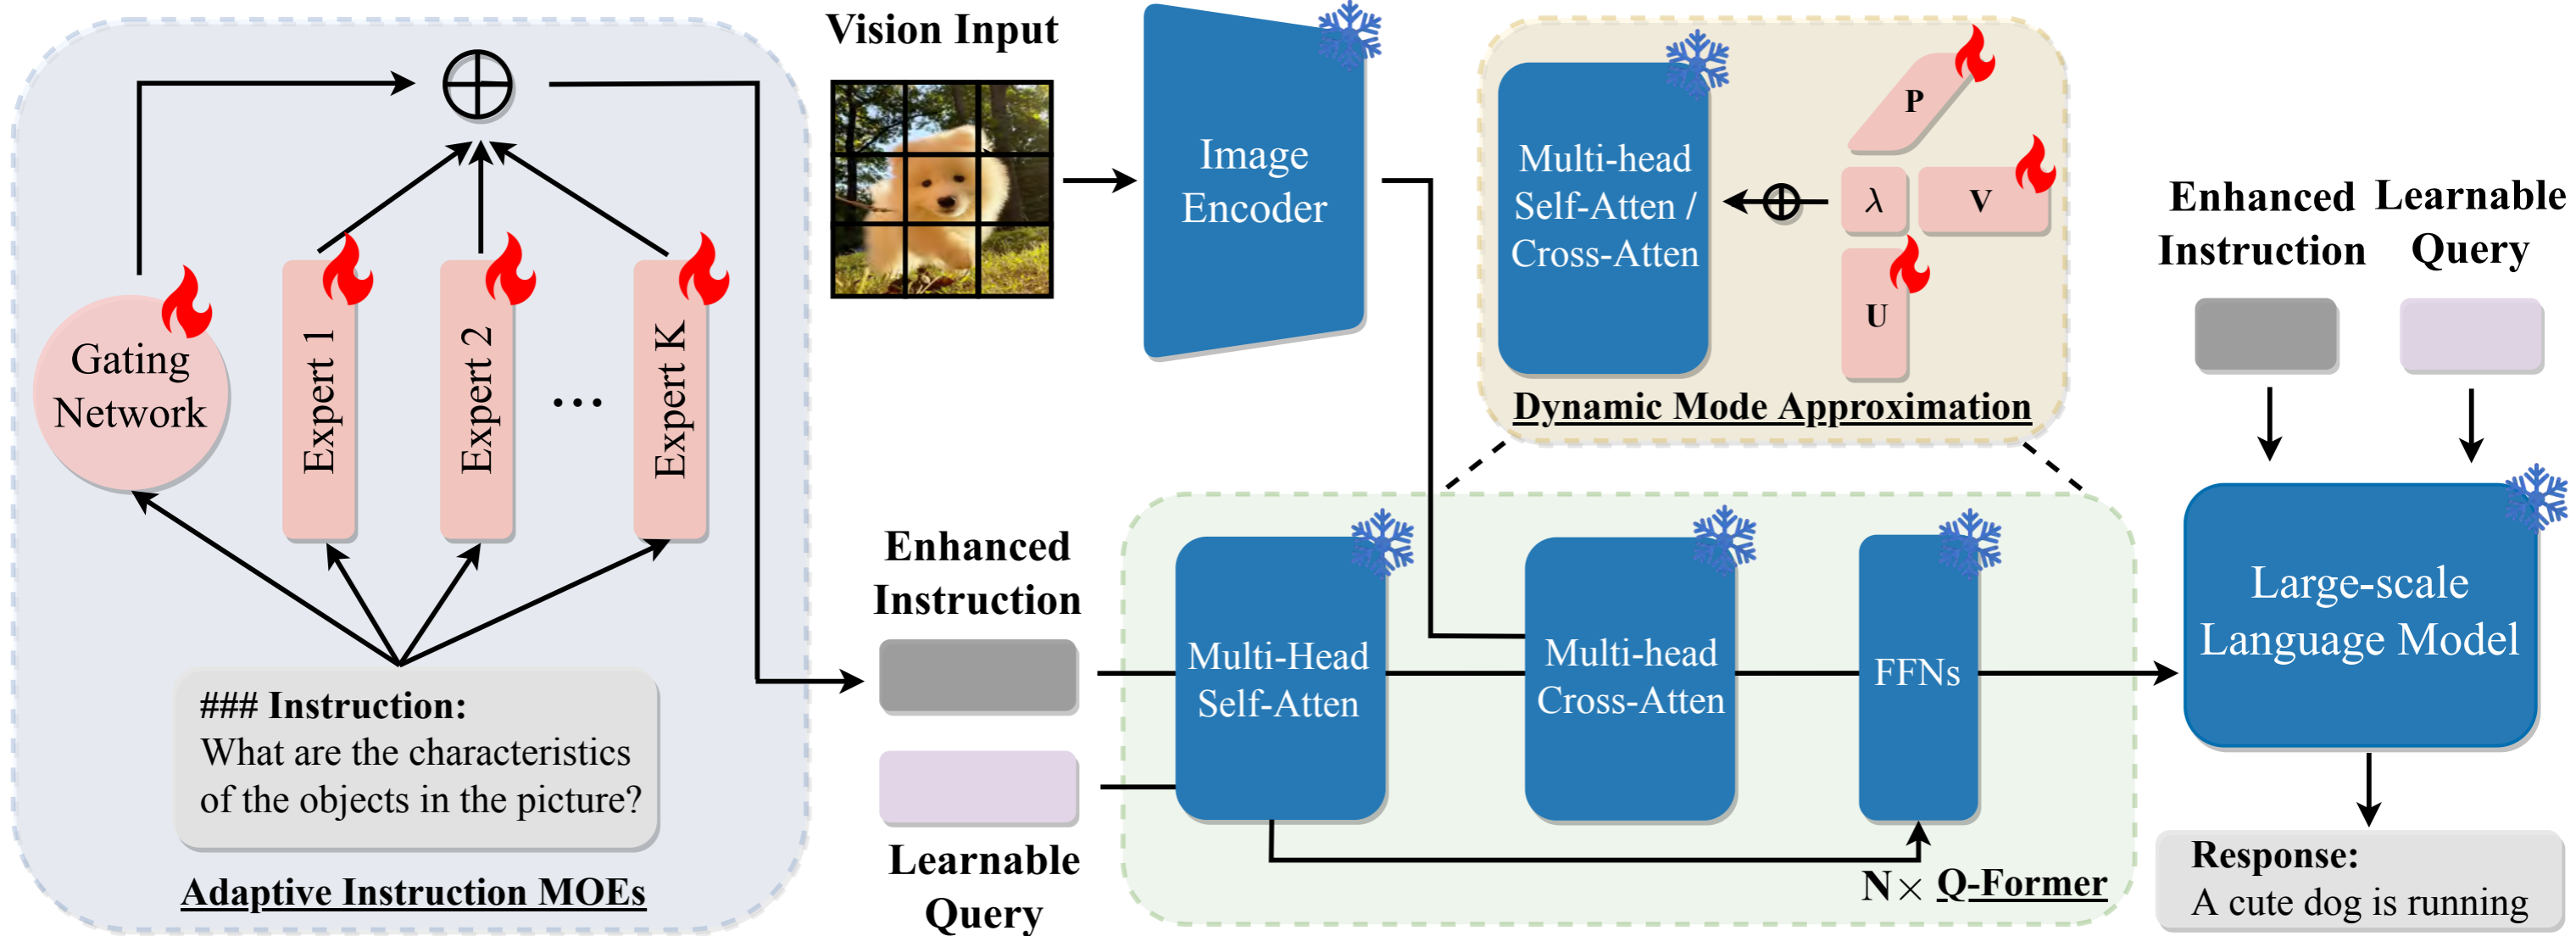 Gating
Network
Expert 1
Expert 2
...
Expert K
### Instruction:
What are the characteristics
of the objects in the picture?
Adaptive Instruction MOEs
Vision Input
Image
Encoder
Multi-head
Self-Atten /
Cross-Atten
P
λ
V
U
Dynamic Mode Approximation
Enhanced
Instruction
Learnable
Query
Multi-Head
Self-Atten
Multi-head
Cross-Atten
FFNs
N× Q-Former
Enhanced
Instruction
Learnable
Query
Large-scale
Language Model
Response:
A cute dog is running